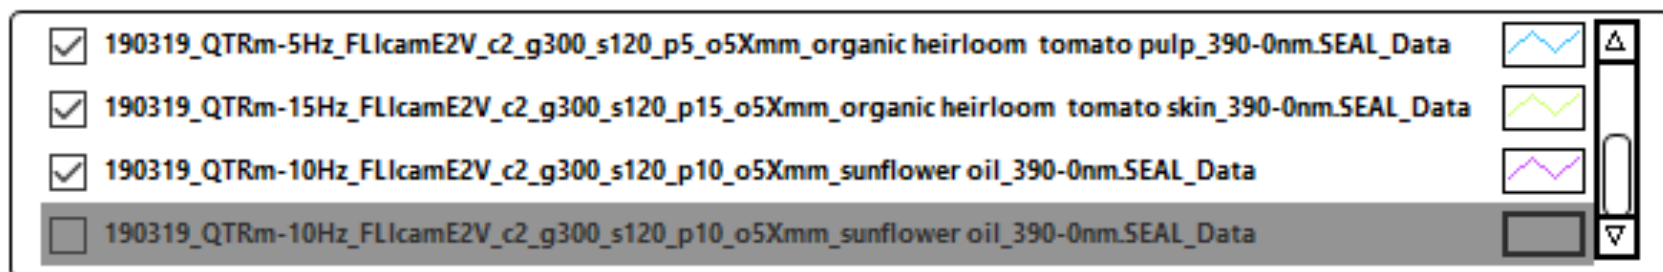 190319_QTRm-5Hz_FLIcamE2V_c2_g300_s120_p5_o5Xmm_organic heirloom  tomato pulp_390-0nm.SEAL_Data
190319_QTRm-15Hz_FLIcamE2V_c2_g300_s120_p15_o5Xmm_organic heirloom  tomato skin_390-0nm.SEAL_Data
190319_QTRm-10Hz_FLIcamE2V_c2_g300_s120_p10_o5Xmm_sunflower oil_390-0nm.SEAL_Data
190319_QTRm-10Hz_FLIcamE2V_c2_g300_s120_p10_o5Xmm_sunflower oil_390-0nm.SEAL_Data